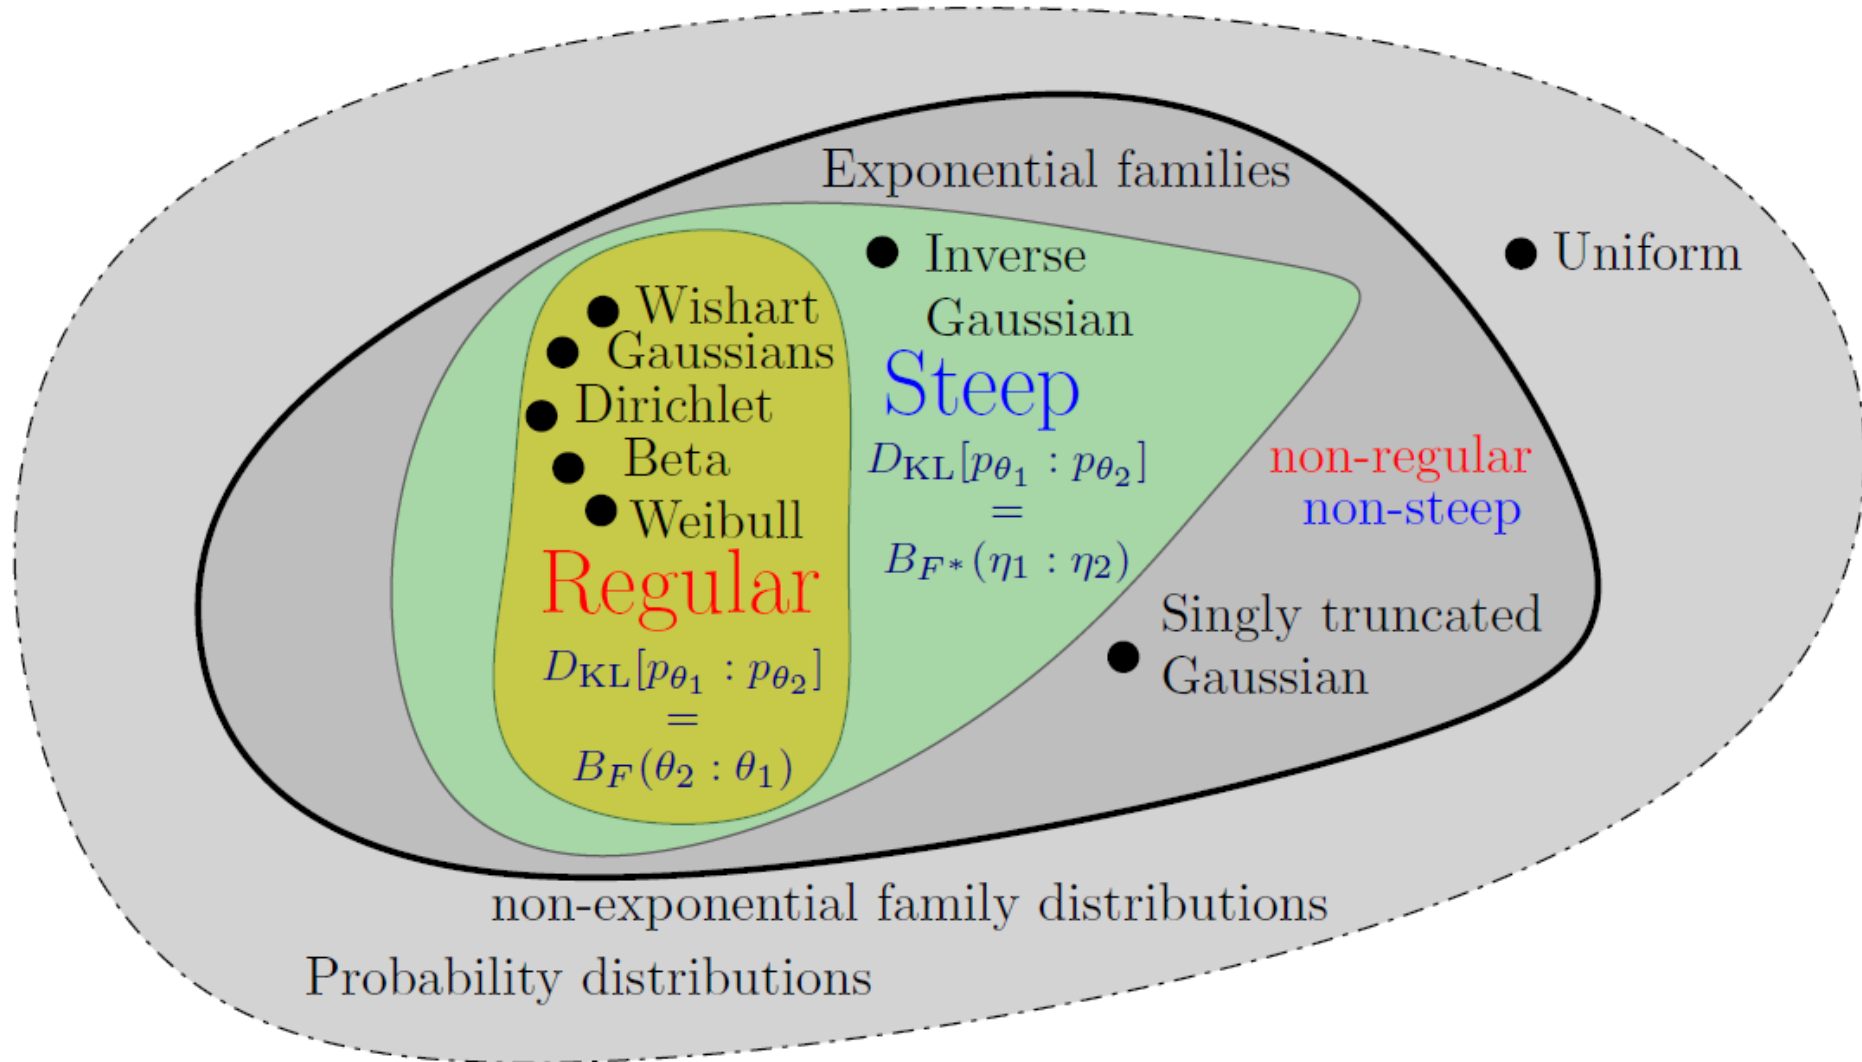 Exponential families
Inverse
Gaussian
Uniform
Wishart
Gaussians
Dirichlet
Beta
Weibull
Regular
D_KL[p_θ₁ : p_θ₂]
=
B_F(θ₂ : θ₁)
Steep
D_KL[p_θ₁ : p_θ₂]
=
B_F*(η₁ : η₂)
non-regular
non-steep
Singly truncated
Gaussian
non-exponential family distributions
Probability distributions